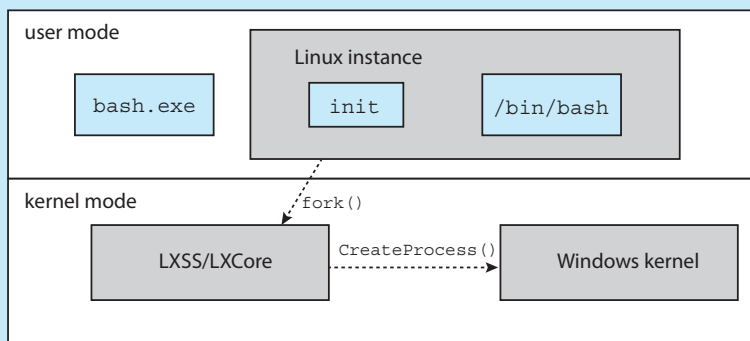 user mode
Linux instance
bash.exe
init
/bin/bash
kernel mode
fork()
CreateProcess()
LXSS/LXCore
Windows kernel